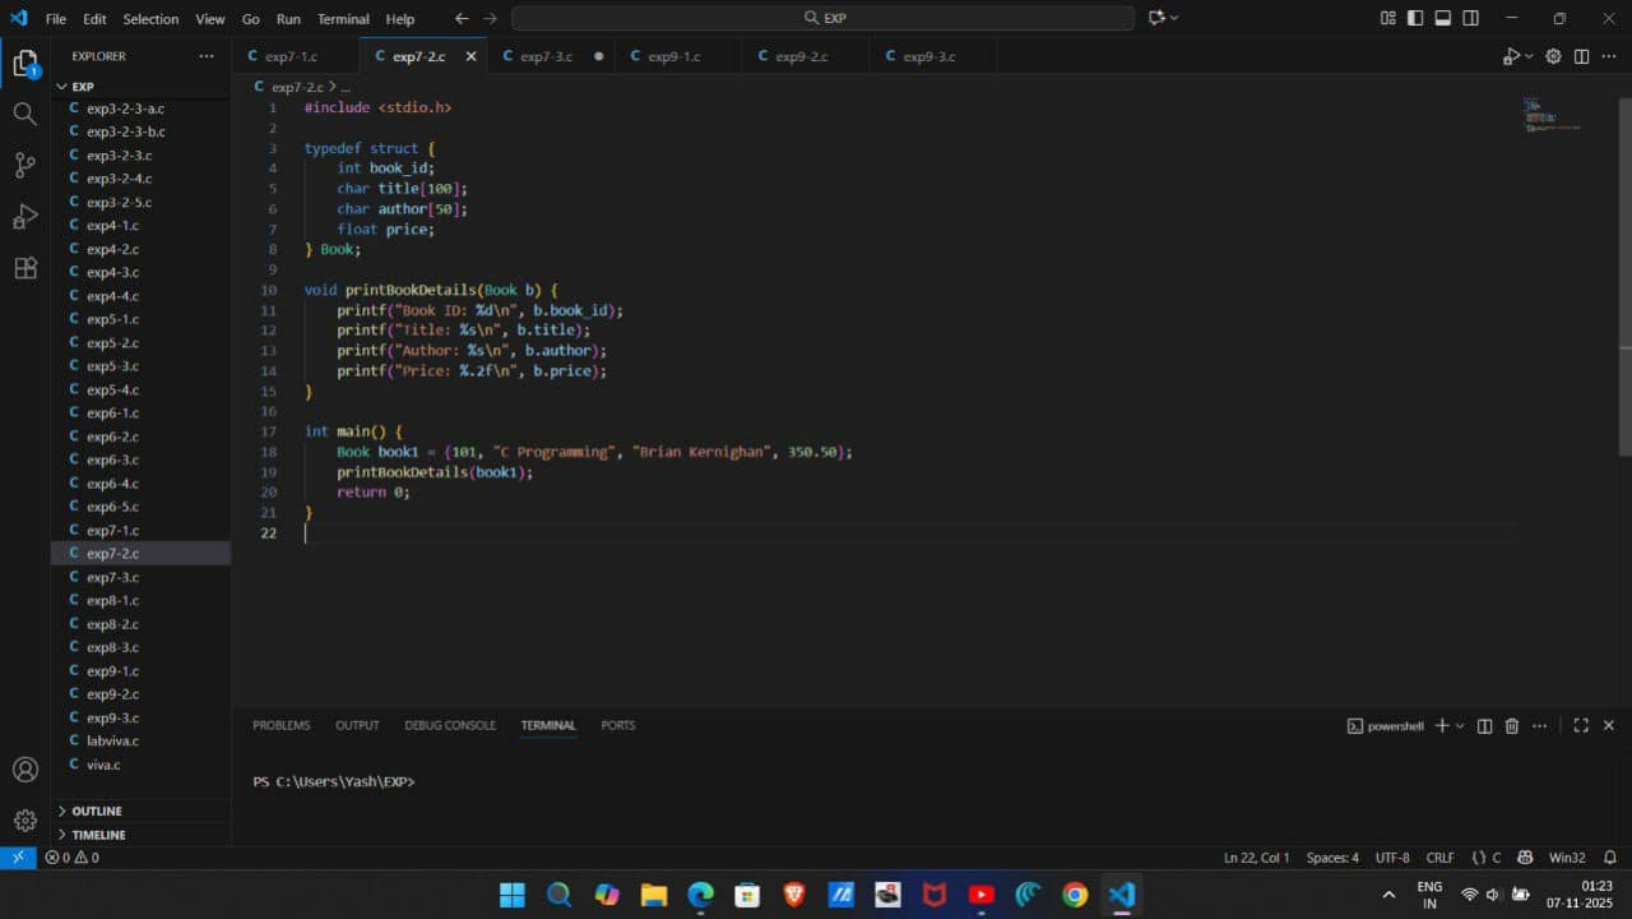 File Edit Selection View Go Run Terminal Help
EXP
EXPLORER
EXP
exp3-2-3-a.c
exp3-2-3-b.c
exp3-2-3.c
exp3-2-4.c
exp3-2-5.c
exp4-1.c
exp4-2.c
exp4-3.c
exp4-4.c
exp5-1.c
exp5-2.c
exp5-3.c
exp5-4.c
exp6-1.c
exp6-2.c
exp6-3.c
exp6-4.c
exp6-5.c
exp7-1.c
exp7-2.c
exp7-3.c
exp8-1.c
exp8-2.c
exp8-3.c
exp9-1.c
exp9-2.c
exp9-3.c
labviva.c
viva.c
OUTLINE
TIMELINE
exp7-1.c exp7-2.c exp7-3.c exp9-1.c exp9-2.c exp9-3.c
exp7-2.c > ...
1 #include <stdio.h>
2
3 typedef struct {
4     int book_id;
5     char title[100];
6     char author[50];
7     float price;
8 } Book;
9
10 void printBookDetails(Book b) {
11     printf("Book ID: %d\n", b.book_id);
12     printf("Title: %s\n", b.title);
13     printf("Author: %s\n", b.author);
14     printf("Price: %.2f\n", b.price);
15 }
16
17 int main() {
18     Book book1 = {101, "C Programming", "Brian Kernighan", 350.50};
19     printBookDetails(book1);
20     return 0;
21 }
22
PROBLEMS OUTPUT DEBUG CONSOLE TERMINAL PORTS
powershell
PS C:\Users\Yash\EXP>
0 0
Ln 22, Col 1 Spaces: 4 UTF-8 CRLF {} C Win32
ENG
IN
01:23
07-11-2025